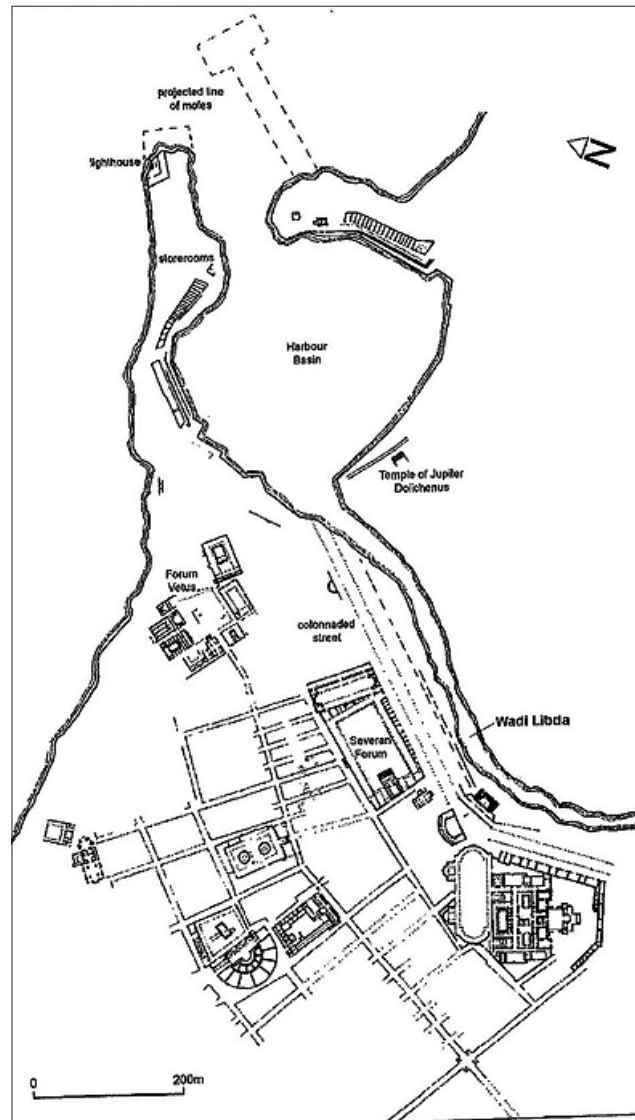 projected line
of moles
lighthouse
N
storerooms
Harbour
Basin
Temple of Jupiter
Dolichenus
Forum
Vetus
colonnaded
street
Wadi Libda
Severan
Forum
0 200m